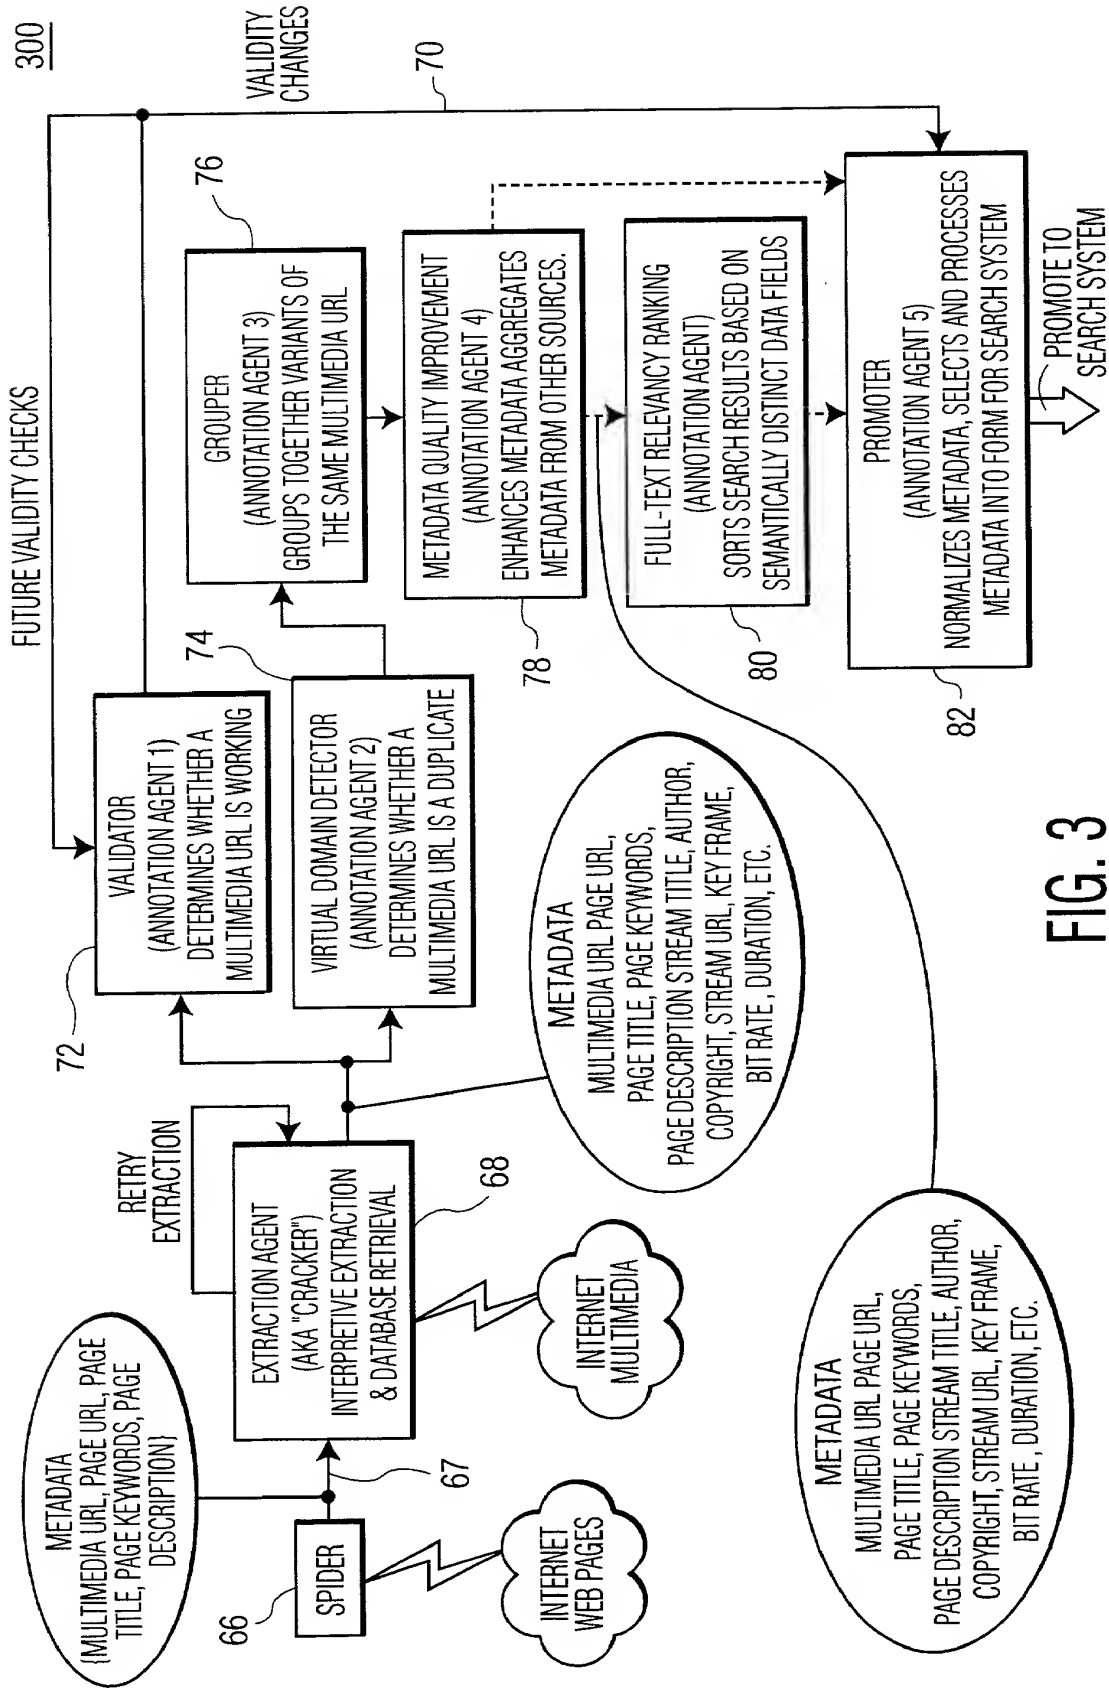 300
FUTURE VALIDITY CHECKS
VALIDITY
CHANGES
70
72
VALIDATOR
(ANNOTATION AGENT 1)
DETERMINES WHETHER A
MULTIMEDIA URL IS WORKING
74
VIRTUAL DOMAIN DETECTOR
(ANNOTATION AGENT 2)
DETERMINES WHETHER A
MULTIMEDIA URL IS A DUPLICATE
76
GROUPER
(ANNOTATION AGENT 3)
GROUPS TOGETHER VARIANTS OF
THE SAME MULTIMEDIA URL
METADATA QUALITY IMPROVEMENT
(ANNOTATION AGENT 4)
ENHANCES METADATA AGGREGATES
METADATA FROM OTHER SOURCES.
78
FULL-TEXT RELEVANCY RANKING
(ANNOTATION AGENT)
SORTS SEARCH RESULTS BASED ON
SEMANTICALLY DISTINCT DATA FIELDS
80
PROMOTER
(ANNOTATION AGENT 5)
NORMALIZES METADATA, SELECTS AND PROCESSES
METADATA INTO FORM FOR SEARCH SYSTEM
82
PROMOTE TO
SEARCH SYSTEM
METADATA
{MULTIMEDIA URL, PAGE URL, PAGE
TITLE, PAGE KEYWORDS, PAGE
DESCRIPTION}
RETRY
EXTRACTION
66
SPIDER
67
EXTRACTION AGENT
(AKA "CRACKER")
INTERPRETIVE EXTRACTION
& DATABASE RETRIEVAL
68
INTERNET
WEB PAGES
INTERNET
MULTIMEDIA
METADATA
MULTIMEDIA URL PAGE URL,
PAGE TITLE, PAGE KEYWORDS,
PAGE DESCRIPTION STREAM TITLE, AUTHOR,
COPYRIGHT, STREAM URL, KEY FRAME,
BIT RATE, DURATION, ETC.
METADATA
MULTIMEDIA URL PAGE URL,
PAGE TITLE, PAGE KEYWORDS,
PAGE DESCRIPTION STREAM TITLE, AUTHOR,
COPYRIGHT, STREAM URL, KEY FRAME,
BIT RATE, DURATION, ETC.
FIG. 3